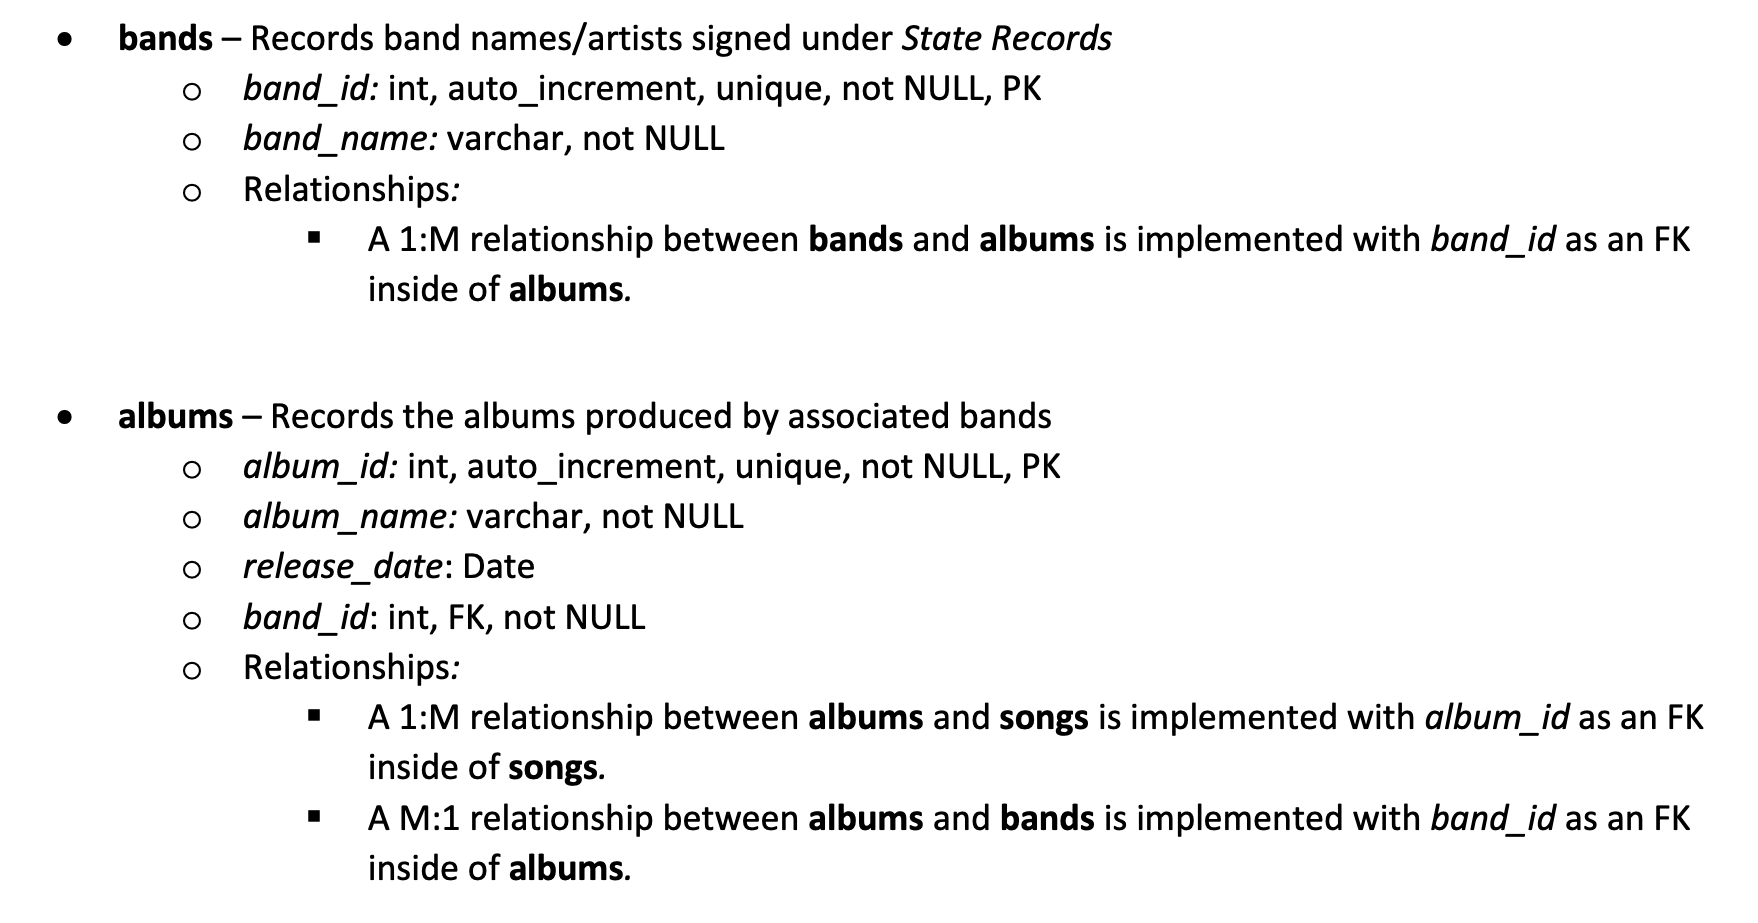 • bands – Records band names/artists signed under State Records
o band_id: int, auto_increment, unique, not NULL, PK
o band_name: varchar, not NULL
o Relationships:
▪ A 1:M relationship between bands and albums is implemented with band_id as an FK
inside of albums.
• albums – Records the albums produced by associated bands
o album_id: int, auto_increment, unique, not NULL, PK
o album_name: varchar, not NULL
o release_date: Date
o band_id: int, FK, not NULL
o Relationships:
▪ A 1:M relationship between albums and songs is implemented with album_id as an FK
inside of songs.
▪ A M:1 relationship between albums and bands is implemented with band_id as an FK
inside of albums.